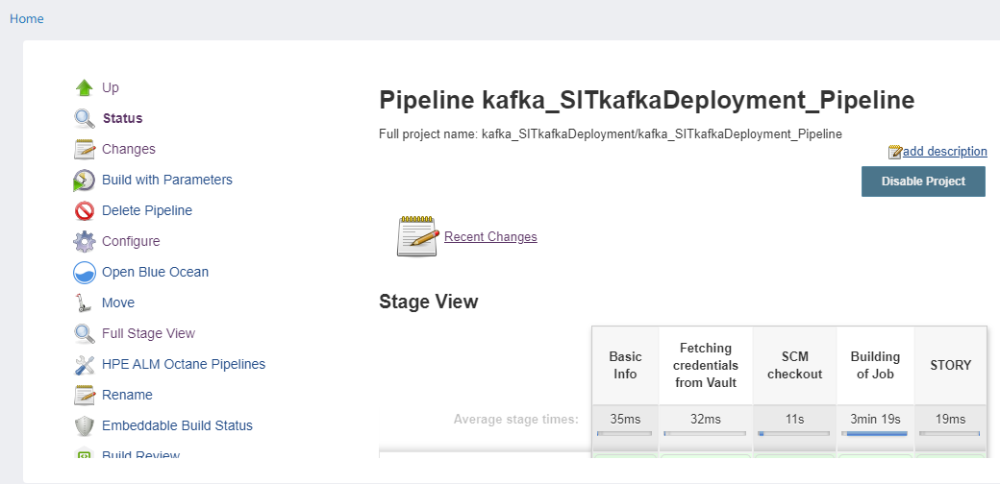 Home
Up
Status
Changes
Build with Parameters
Delete Pipeline
Configure
Open Blue Ocean
Move
Full Stage View
HPE ALM Octane Pipelines
Rename
Embeddable Build Status
Build Review
Pipeline kafka_SITkafkaDeployment_Pipeline
Full project name: kafka_SITkafkaDeployment/kafka_SITkafkaDeployment_Pipeline
add description
Disable Project
Recent Changes
Stage View
Basic
Info
Fetching
credentials
from Vault
SCM
checkout
Building
of Job
STORY
Average stage times:
35ms
32ms
11s
3min 19s
19ms